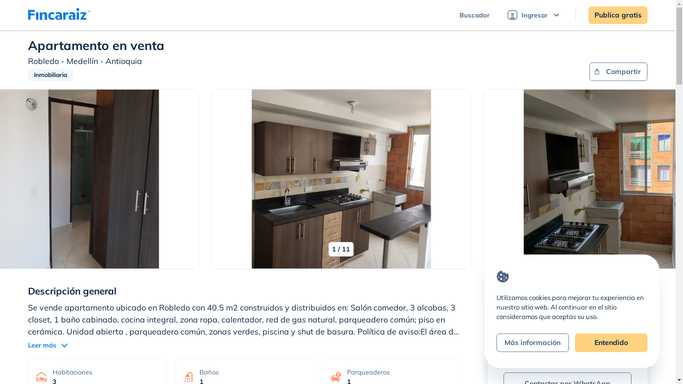 Fincaraiz
Buscador
Ingresar
Publica gratis
Apartamento en venta
Robledo - Medellín - Antioquia
Inmobiliaria
Compartir
1 / 11
Descripción general
Se vende apartamento ubicado en Robledo con 40.5 m2 construidos y distribuidos en: Salón comedor, 3 alcobas, 3
closet, 1 baño cabinado, cocina integral, zona ropa, calentador, red de gas natural, parqueadero común; piso en
cerámica. Unidad abierta , parqueadero común, zonas verdes, piscina y shut de basura. Política de aviso:El área d...
Leer más
Habitaciones
3
Baños
1
Parqueaderos
1
Utilizamos cookies para mejorar tu experiencia en
nuestro sitio web. Al continuar en el sitio
consideramos que aceptas su uso.
Más información
Entendido
Contactar por WhatsApp